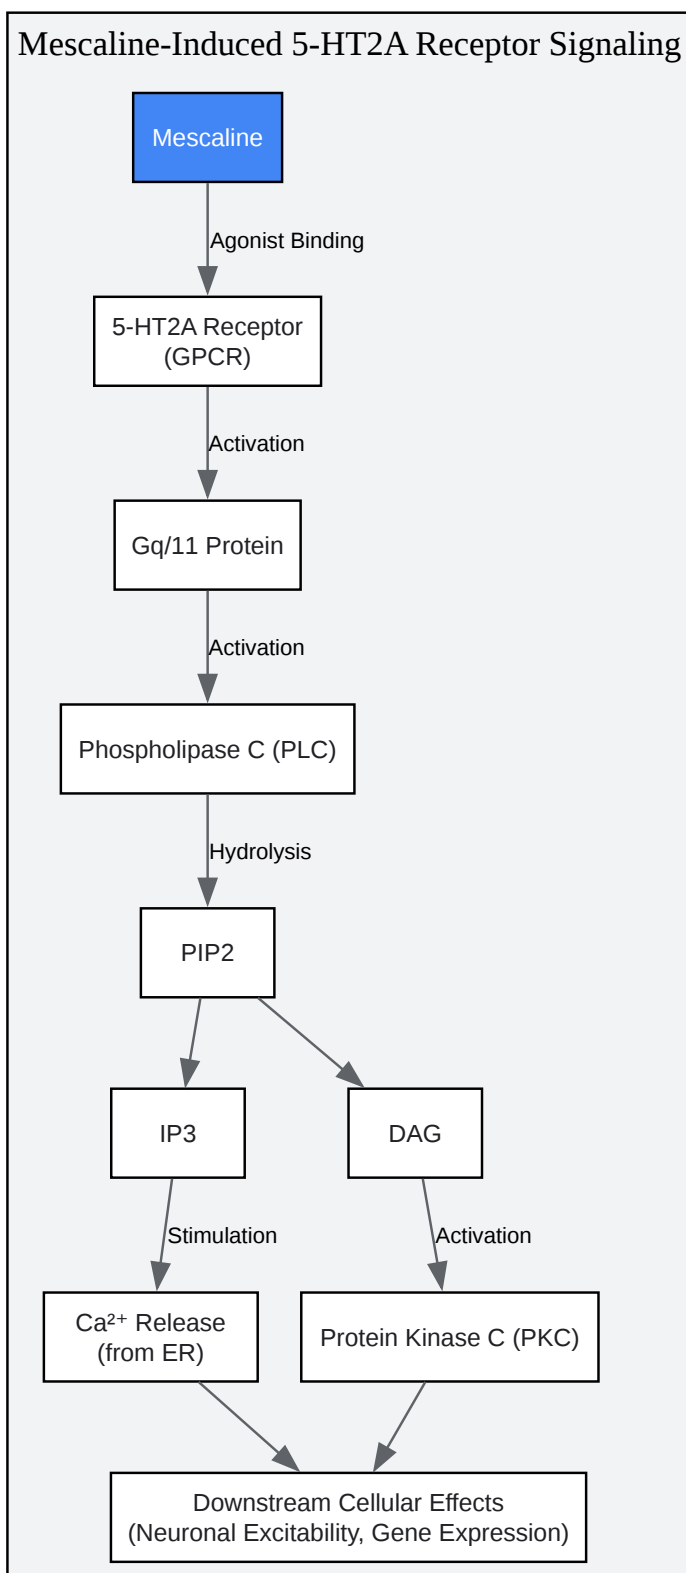 Mescaline-Induced 5-HT2A Receptor Signaling
Mescaline
Agonist Binding
5-HT2A Receptor
(GPCR)
Activation
Gq/11 Protein
Activation
Phospholipase C (PLC)
Hydrolysis
PIP2
IP3
DAG
Stimulation
Activation
Ca²⁺ Release
(from ER)
Protein Kinase C (PKC)
Downstream Cellular Effects
(Neuronal Excitability, Gene Expression)